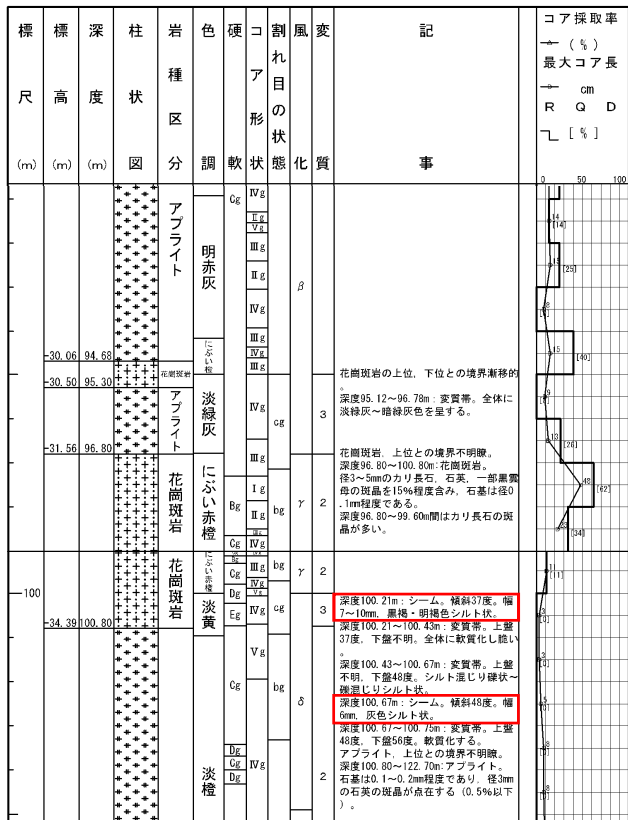 標尺(m)
標高(m)
深度(m)
柱状図
岩種区分
色調
硬軟
コア形状
割れ目の状態
風化
変質
記事
コア採取率
(%)
最大コア長
cm
RQD
[%]
0 50 100
アプライト
明赤灰
Cg
Ⅳg
Ⅱg
Ⅴg
Ⅲg
Ⅱg
Ⅳg
β
14
[14]
[25]
にぶい橙
Ⅲg
Ⅳg
Ⅲg
15
[40]
-30.06 94.68
花崗斑岩
-30.50 95.30
アプライト
淡緑灰
Ⅳg
cg
3
花崗斑岩の上位，下位との境界漸移的
。
深度95.12～96.78m：変質帯。全体に
淡緑灰～暗緑灰色を呈する。
13
-31.56 96.80
花崗斑岩
にぶい赤橙
Ⅲg
Ⅰg
Bg
Ⅱg
bg
γ
2
Cg
Ⅳg
花崗斑岩，上位との境界不明瞭。
深度96.80～100.80m:花崗斑岩。
径3～5mmのカリ長石，石英，一部黒雲
母の斑晶を15%程度含み，石基は径0
.1mm程度である。
深度96.80～99.60m間はカリ長石の斑
晶が多い。
48
[62]
[34]
花崗斑岩
にぶい赤橙
Cg
Ⅲg
Ⅳg
bg
γ
2
[11]
-100
淡黄
Dg
Eg
Ⅴg
Ⅳg
cg
3
深度100.21m：シーム。傾斜37度。幅
7～10mm，黒褐・明褐色シルト状。
-34.39 100.80
深度100.21～100.43m：変質帯。上盤
37度，下盤不明。全体に軟質化し脆い
。
深度100.43～100.67m：変質帯。上盤
不明，下盤48度。シルト混じり礫状～
礫混じりシルト状。
深度100.67m：シーム。傾斜48度。幅
6mm，灰色シルト状。
深度100.67～100.75m：変質帯。上盤
48度，下盤56度。軟質化する。
アプライト，上位との境界不明瞭。
深度100.80～122.70m:アプライト。
石基は0.1～0.2mm程度であり，径3mm
の石英の斑晶が点在する（0.5%以下
）。
Ⅴg
Cg
bg
δ
Dg
Cg
Dg
Ⅳg
淡橙
2